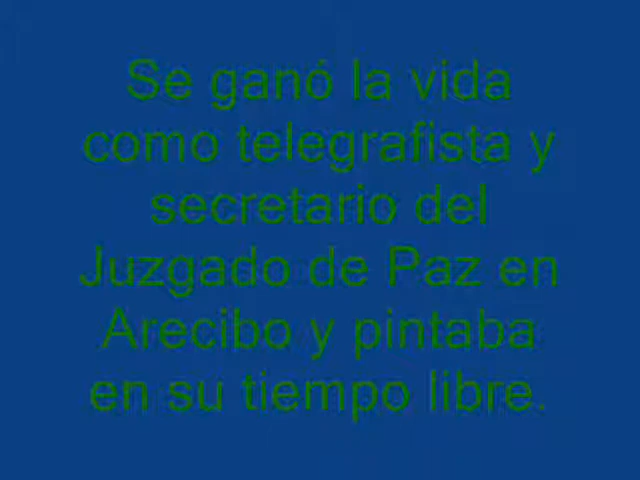 Se ganó la vida
como telegrafista y
secretario del
Juzgado de Paz en
Arecibo y pintaba
en su tiempo libre.